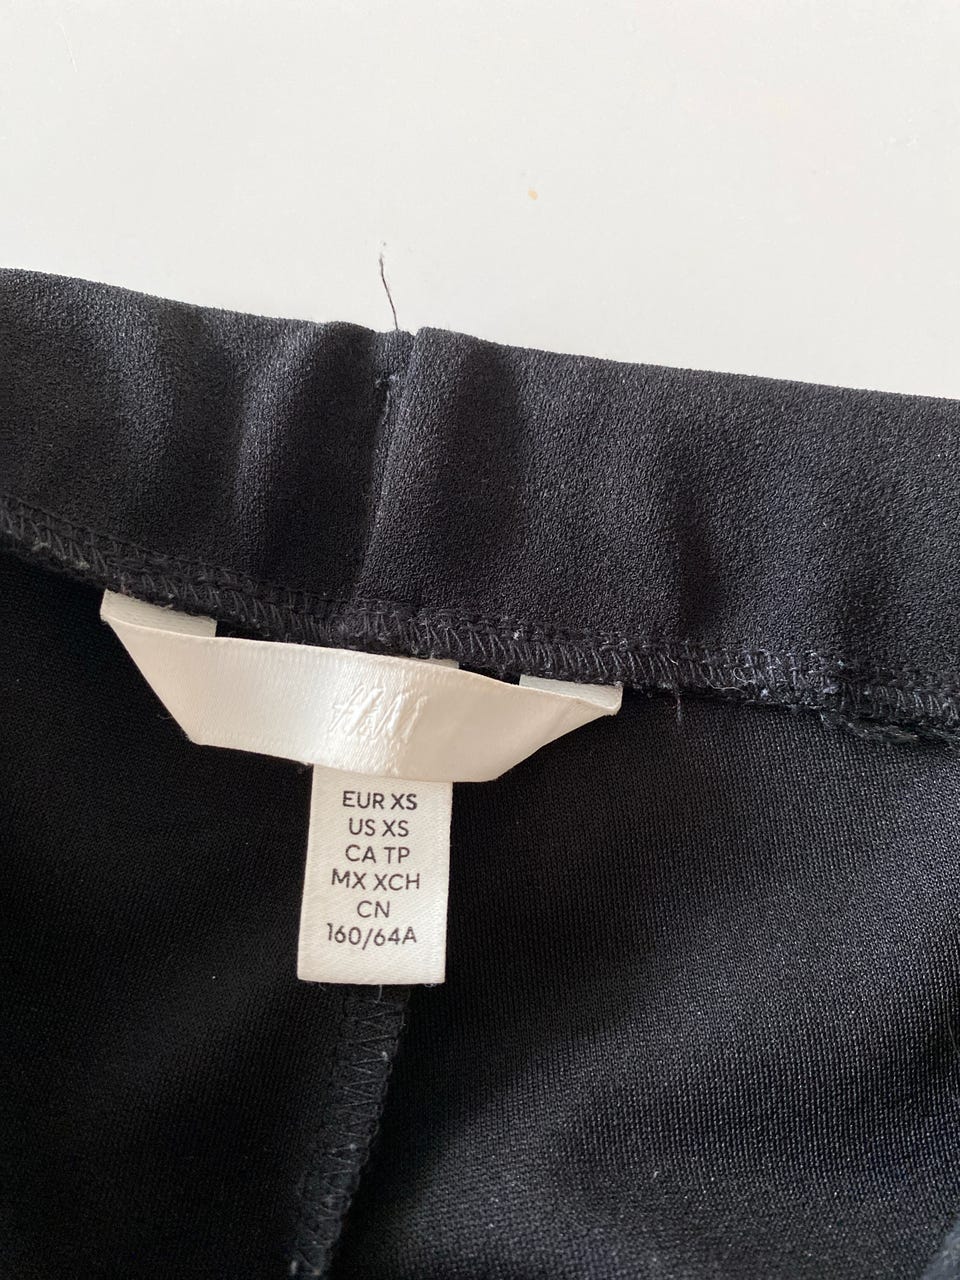 H&M
EUR XS
US XS
CA TP
MX XCH
CN
160/64A